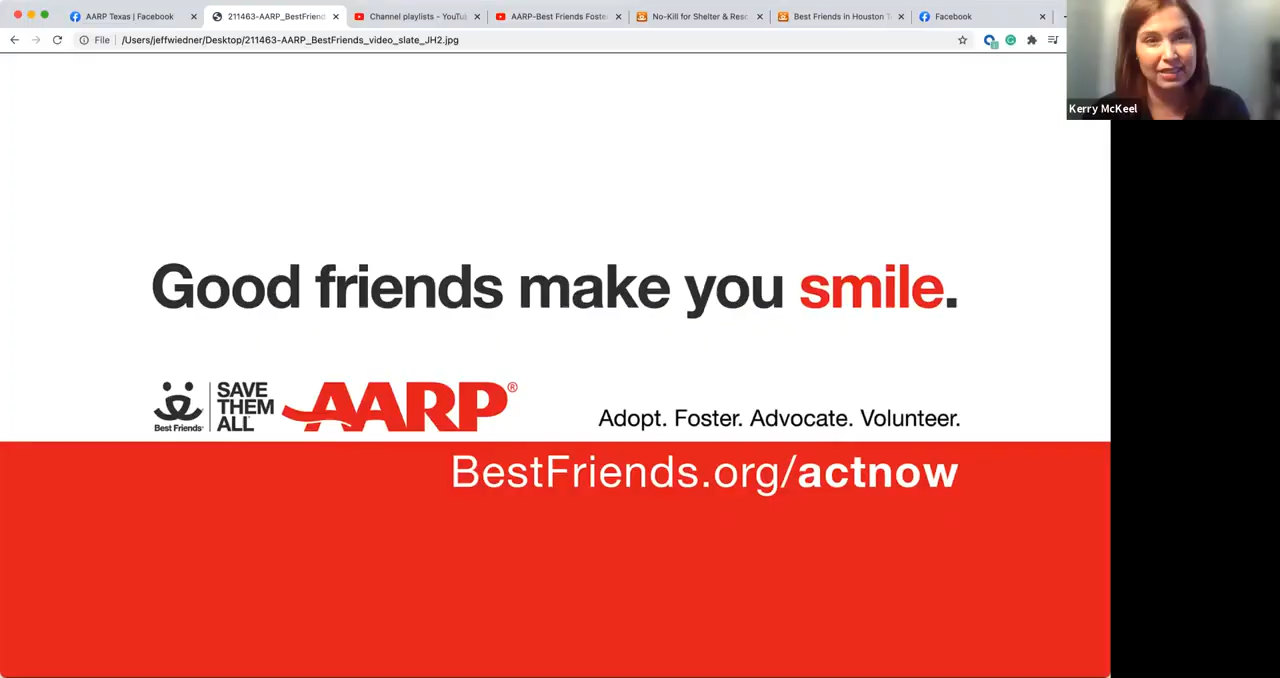 AARP Texas | Facebook
211463-AARP_BestFriend
Channel playlists - YouTu
AARP-Best Friends Foste
No-Kill for Shelter & Resc
Best Friends in Houston T
Facebook
File
/Users/jeffwiedner/Desktop/211463-AARP_BestFriends_video_slate_JH2.jpg
Kerry McKeel
Good friends make you smile.
Best Friends
SAVE
THEM
ALL
AARP®
Adopt. Foster. Advocate. Volunteer.
BestFriends.org/actnow